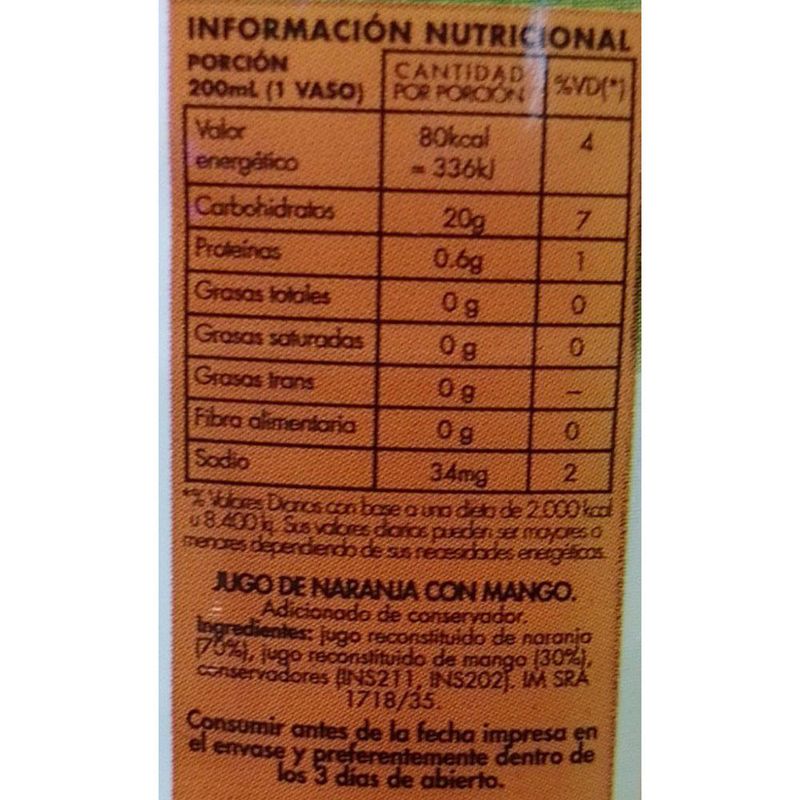 INFORMACIÓN NUTRICIONAL
PORCIÓN
200mL (1 VASO)
CANTIDAD
POR PORCIÓN
%VD(*)
Valor
energético
80kcal
= 336kJ
4
Carbohidratos 20g 7
Proteínas 0.6g 1
Grasas totales 0 g 0
Grasas saturadas 0 g 0
Grasas trans 0 g –
Fibra alimentaria 0 g 0
Sodio 34mg 2
*% Valores Diarios con base a una dieta de 2.000 kcal
u 8.400 kj. Sus valores diarios pueden ser mayores o
menores dependiendo de sus necesidades energéticas.
JUGO DE NARANJA CON MANGO.
Adicionado de conservador.
Ingredientes: jugo reconstituido de naranja
(70%), jugo reconstituido de mango (30%),
conservadores (INS211, INS202). IM SRA
1718/35.
Consumir antes de la fecha impresa en
el envase y preferentemente dentro de
los 3 días de abierto.